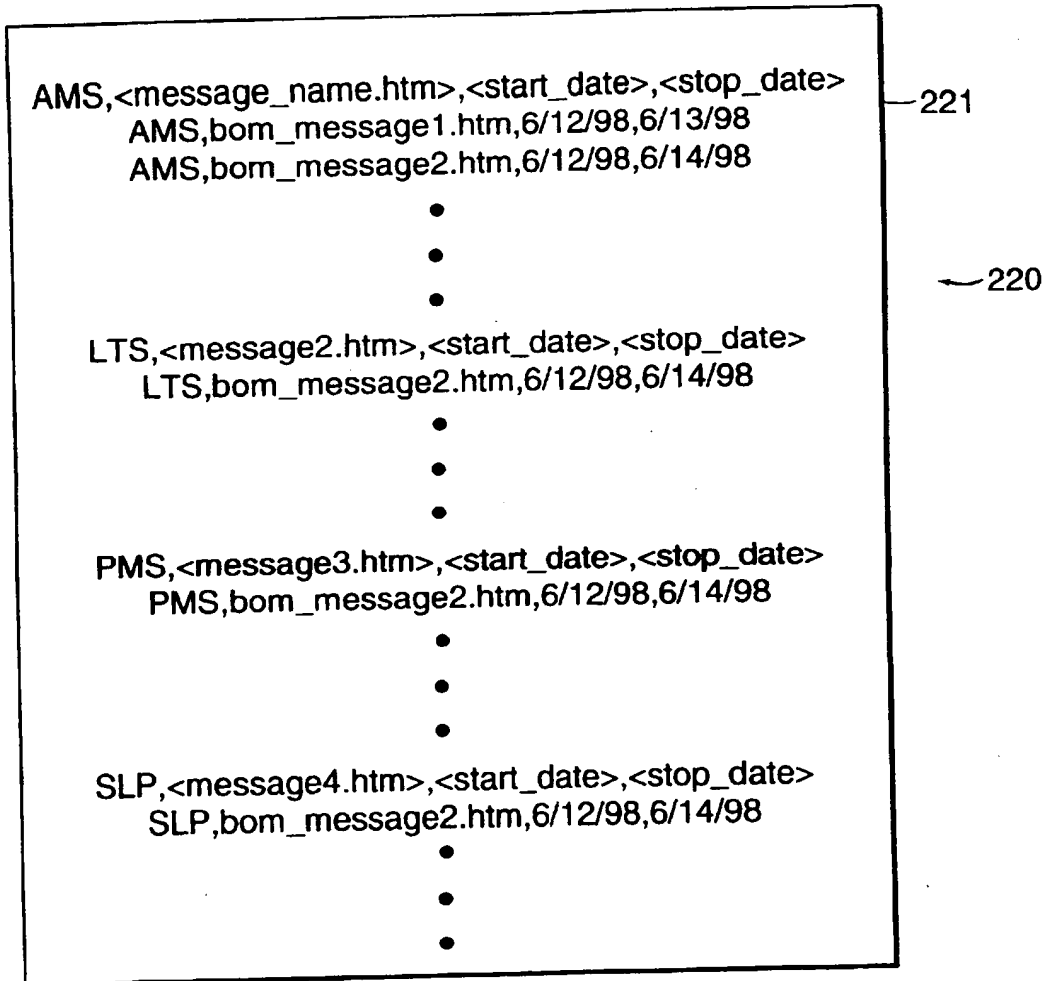 AMS,<message_name.htm>,<start_date>,<stop_date>
221
AMS,bom_message1.htm,6/12/98,6/13/98
AMS,bom_message2.htm,6/12/98,6/14/98
220
LTS,<message2.htm>,<start_date>,<stop_date>
LTS,bom_message2.htm,6/12/98,6/14/98
PMS,<message3.htm>,<start_date>,<stop_date>
PMS,bom_message2.htm,6/12/98,6/14/98
SLP,<message4.htm>,<start_date>,<stop_date>
SLP,bom_message2.htm,6/12/98,6/14/98